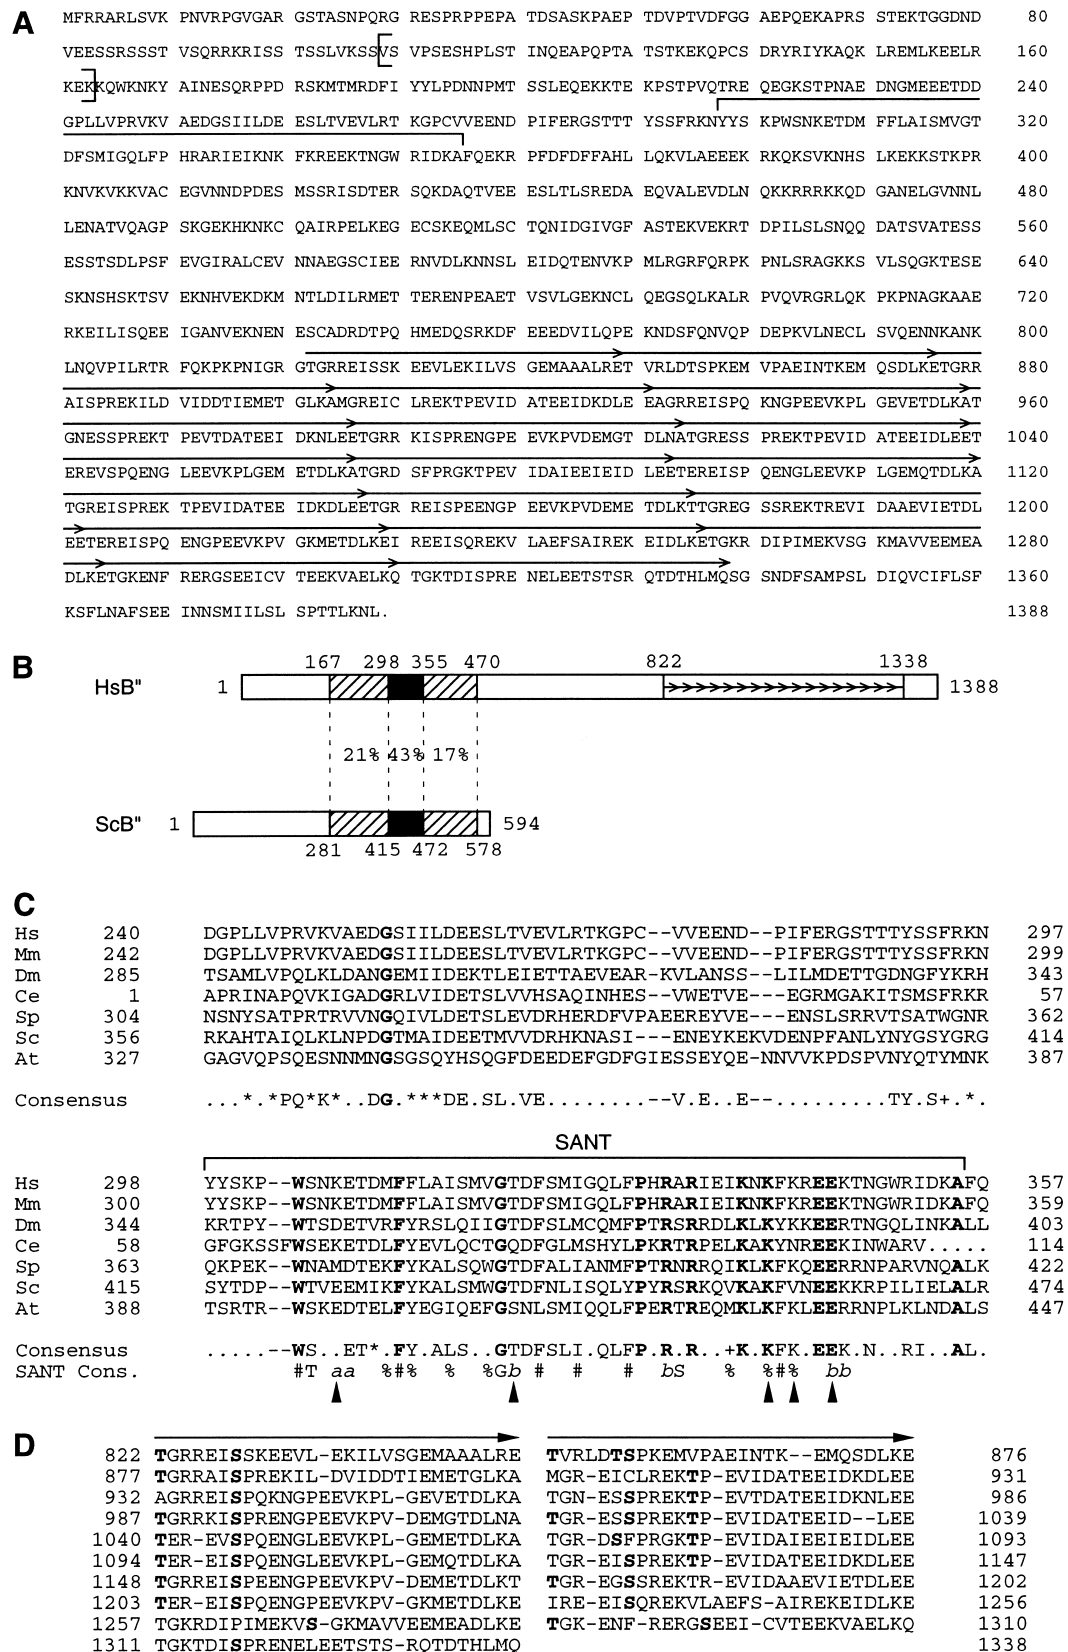 A
MFRRARLSVK PNVRPGVGAR GSTASNPQRG RESPRPPEPA TDSASKPAEP TDVPTVDFGG AEPQEKAPRS STEKTGGDND 80
VEESSRSSST VSQRRKRISS TSSLVKSSVS VPSESHPLST INQEAPQPTA TSTKEKQPCS DRYRIYKAQK LREMLKEELR 160
KEKKQWKNKY AINESQRPPD RSKMTMRDFI YYLPDNNPMT SSLEQEKKTE KPSTPVQTRE QEGKSTPNAE DNGMEEETDD 240
GPLLVPRVKV AEDGSIILDE ESLTVEVLRT KGPCVVEEND PIFERGSTTT YSSFRKNYYS KPWSNKETDM FFLAISMVGT 320
DFSMIGQLFP HRARIEIKNK FKREEKTNGW RIDKAFQEKR PFDFDFFAHL LQKVLAEEEK RKQKSVKNHS LKEKKSTKPR 400
KNVKVKKVAC EGVNNDPDES MSSRISDTER SQKDAQTVEE ESLTLSREDA EQVALEVDLN QKKRRRKKQD GANELGVNNL 480
LENATVQAGP SKGEKHKNKC QAIRPELKEG ECSKEQMLSC TQNIDGIVGF ASTEKVEKRT DPILSLSNQQ DATSVATESS 560
ESSTSDLPSF EVGIRALCEV NNAEGSCIEE RNVDLKNNSL EIDQTENVKP MLRGRFQRPK PNLSRAGKKS VLSQGKTESE 640
SKNSHSKTSV EKNHVEKDKM NTLDILRMET TERENPEAET VSVLGEKNCL QEGSQLKALR PVQVRGRLQK PKPNAGKAAE 720
RKEILISQEE IGANVEKNEN ESCADRDTPQ HMEDQSRKDF EEEDVILQPE KNDSFQNVQP DEPKVLNECL SVQENNKANK 800
LNQVPILRTR FQKPKPNIGR GTGRREISSK EEVLEKILVS GEMAAALRET VRLDTSPKEM VPAEINTKEM QSDLKETGRR 880
AISPREKILD VIDDTIEMET GLKAMGREIC LREKTPEVID ATEEIDKDLE EAGRREISPQ KNGPEEVKPL GEVETDLKAT 960
GNESSPREKT PEVTDATEEI DKNLEETGRR KISPRENGPE EVKPVDEMGT DLNATGRESS PREKTPEVID ATEEIDLEET 1040
EREVSPQENG LEEVKPLGEM ETDLKATGRD SFPRGKTPEV IDAIEEIEID LEETEREISP QENGLEEVKP LGEMQTDLKA 1120
TGREISPREK TPEVIDATEE IDKDLEETGR REISPEENGP EEVKPVDEME TDLKTTGREG SSREKTREVI DAAEVIETDL 1200
EETEREISPQ ENGPEEVKPV GKMETDLKEI REEISQREKV LAEFSAIREK EIDLKETGKR DIPIMEKVSG KMAVVEEMEA 1280
DLKETGKENF RERGSEEICV TEEKVAELKQ TGKTDISPRE NELEETSTSR QTDTHLMQSG SNDFSAMPSL DIQVCIFLSF 1360
KSFLNAFSEE INNSMIILSL SPTTLKNL. 1388
B
167 298 355 470 822 1338
HsB" 1 1388
21% 43% 17%
ScB" 1 594
281 415 472 578
C
Hs 240 DGPLLVPRVKVAEDGSIILDEESLTVEVLRTKGPC--VVEEND--PIFERGSTTTYSSFRKN 297
Mm 242 DGPLLVPRVKVAEDGSIILDEESLTVEVLRTKGPC--VVEEND--PIFERGSTTTYSSFRKN 299
Dm 285 TSAMLVPQLKLDANGEMIIDEKTLEIETTAEVEAR-KVLANSS--LILMDETTGDNGFYKRH 343
Ce 1 APRINAPQVKIGADGRLVIDETSLVVHSAQINHES--VWETVE---EGRMGAKITSMSFRKR 57
Sp 304 NSNYSATPRTRVVNGQIVLDETSLEVDRHERDFVPAEEREYVE---ENSLSRRVTSATWGNR 362
Sc 356 RKAHTAIQLKLNPDGTMAIDEETMVVDRHKNASI---ENEYKEKVDENPFANLYNYGSYGRG 414
At 327 GAGVQPSQESNNMNGSGSQYHSQGFDEEDEFGDFGIESSEYQE-NNVVKPDSPVNYQTYMNK 387
Consensus ...*.*PQ*K*..DG.***DE.SL.VE........--V.E..E--.........TY.S+.*.
SANT
Hs 298 YYSKP--WSNKETDMFFLAISMVGTDFSMIGQLFPHRARIEIKNKFKREEKTNGWRIDKAFQ 357
Mm 300 YYSKP--WSNKETDMFFLAISMVGTDFSMIGQLFPHRARIEIKNKFKREEKTNGWRIDKAFQ 359
Dm 344 KRTPY--WTSDETVRFYRSLQIIGTDFSLMCQMFPTRSRRDLKLKYKKEERTNGQLINKALL 403
Ce 58 GFGKSSFWSEKETDLFYEVLQCTGQDFGLMSHYLPKRTRPELKAKYNREEKINWARV..... 114
Sp 363 QKPEK--WNAMDTEKFYKALSQWGTDFALIANMFPTRNRRQIKLKFKQEERRNPARVNQALK 422
Sc 415 SYTDP--WTVEEMIKFYKALSMWGTDFNLISQLYPYRSRKQVKAKFVNEEKKRPILIELALR 474
At 388 TSRTR--WSKEDTELFYEGIQEFGSNLSMIQQLFPERTREQMKLKFKLEERRNPLKLNDALS 447
Consensus .....--WS..ET*.FY.ALS..GTDFSLI.QLFP.R.R..+K.KFK.EEK.N..RI..AL.
SANT Cons. #T aa %#% % %Gb # # # bS % %#% bb
D
822 TGRREISSKEEVL-EKILVSGEMAAALRE TVRLDTSPKEMVPAEINTK--EMQSDLKE 876
877 TGRRAISPREKIL-DVIDDTIEMETGLKA MGR-EICLREKTP-EVIDATEEIDKDLEE 931
932 AGRREISPQKNGPEEVKPL-GEVETDLKA TGN-ESSPREKTP-EVTDATEEIDKNLEE 986
987 TGRRKISPRENGPEEVKPV-DEMGTDLNA TGR-ESSPREKTP-EVIDATEEID--LEE 1039
1040 TER-EVSPQENGLEEVKPL-GEMETDLKA TGR-DSFPRGKTP-EVIDAIEEIEIDLEE 1093
1094 TER-EISPQENGLEEVKPL-GEMQTDLKA TGR-EISPREKTP-EVIDATEEIDKDLEE 1147
1148 TGRREISPEENGPEEVKPV-DEMETDLKT TGR-EGSSREKTR-EVIDAAEVIETDLEE 1202
1203 TER-EISPQENGPEEVKPV-GKMETDLKE IRE-EISQREKVLAEFS-AIREKEIDLKE 1256
1257 TGKRDIPIMEKVS-GKMAVVEEMEADLKE TGK-ENF-RERGSEEI-CVTEEKVAELKQ 1310
1311 TGKTDISPRENELEETSTS-RQTDTHLMQ 1338